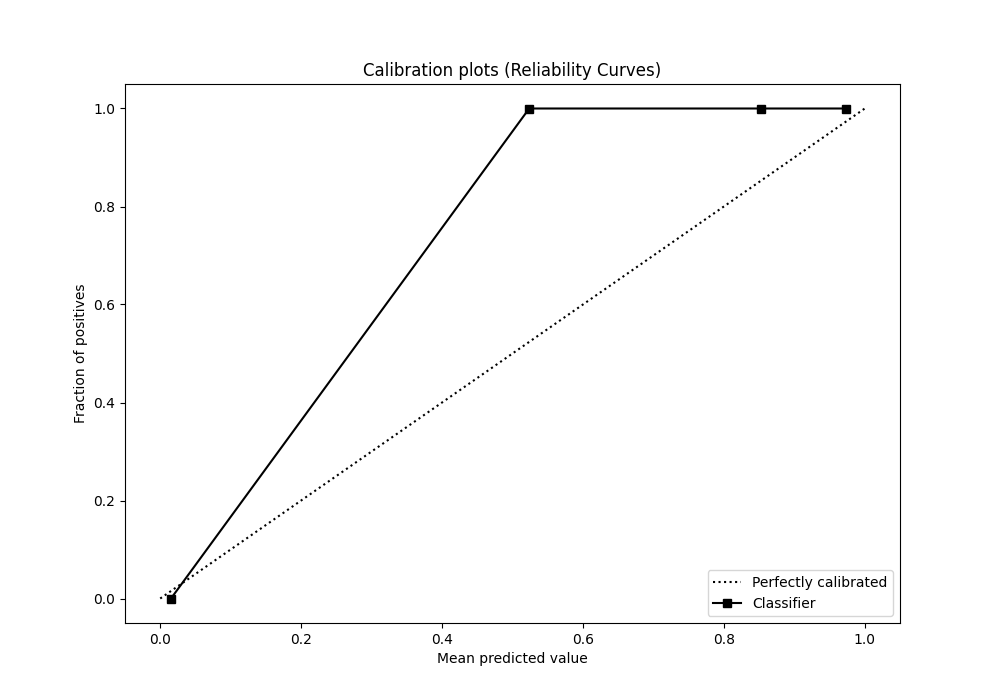 Calibration plots (Reliability Curves)
1.0
0.8
0.6
0.4
0.2
0.0
Fraction of positives
Perfectly calibrated
Classifier
0.0 0.2 0.4 0.6 0.8 1.0
Mean predicted value